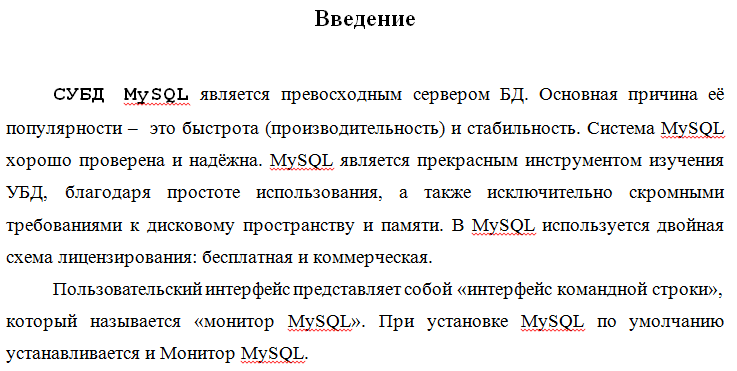 Введение
СУБД MySQL является превосходным сервером БД. Основная причина её
популярности – это быстрота (производительность) и стабильность. Система MySQL
хорошо проверена и надёжна. MySQL является прекрасным инструментом изучения
УБД, благодаря простоте использования, а также исключительно скромными
требованиями к дисковому пространству и памяти. В MySQL используется двойная
схема лицензирования: бесплатная и коммерческая.
Пользовательский интерфейс представляет собой «интерфейс командной строки»,
который называется «монитор MySQL». При установке MySQL по умолчанию
устанавливается и Монитор MySQL.